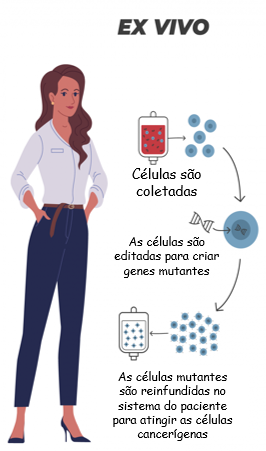 EX VIVO
Células são
coletadas
As células são
editadas para criar
genes mutantes
As células mutantes
são reinfundidas no
sistema do paciente
para atingir as células
cancerígenas